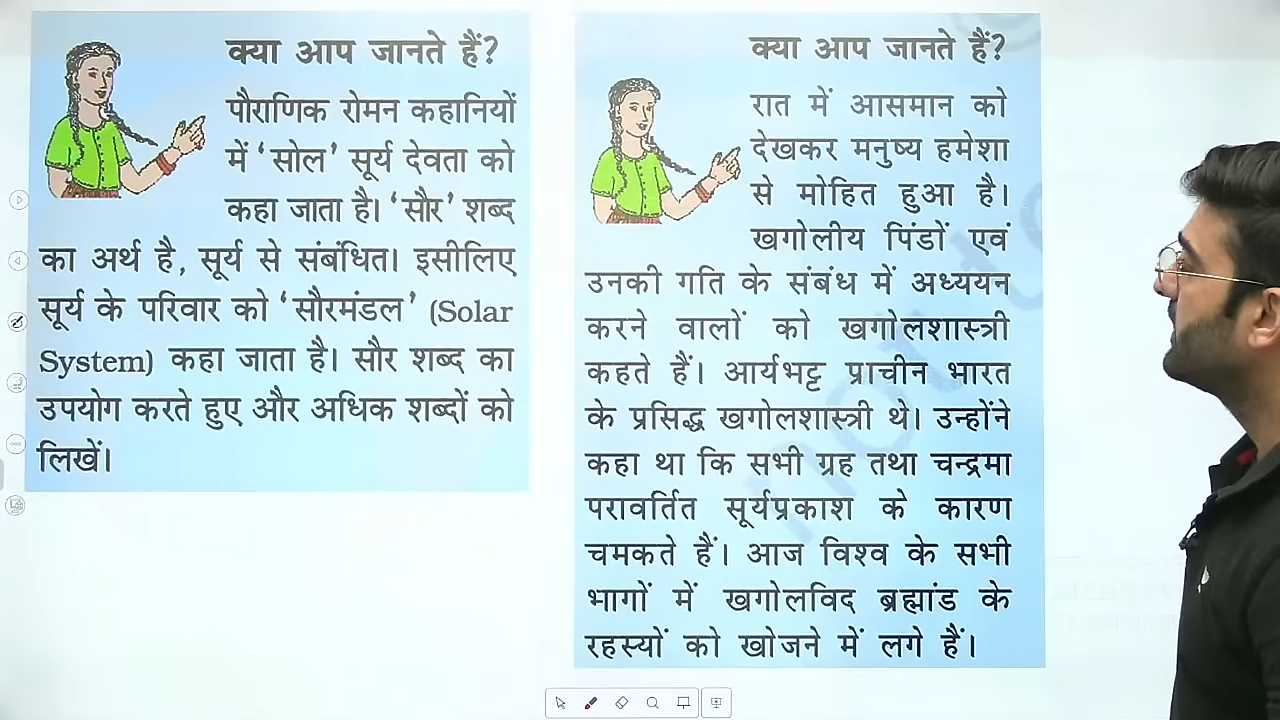 क्या आप जानते हैं?
पौराणिक रोमन कहानियों
में ‘सोल’ सूर्य देवता को
कहा जाता है। ‘सौर’ शब्द
का अर्थ है, सूर्य से संबंधित। इसीलिए
सूर्य के परिवार को ‘सौरमंडल’ (Solar
System) कहा जाता है। सौर शब्द का
उपयोग करते हुए और अधिक शब्दों को
लिखें।
क्या आप जानते हैं?
रात में आसमान को
देखकर मनुष्य हमेशा
से मोहित हुआ है।
खगोलीय पिंडों एवं
उनकी गति के संबंध में अध्ययन
करने वालों को खगोलशास्त्री
कहते हैं। आर्यभट्ट प्राचीन भारत
के प्रसिद्ध खगोलशास्त्री थे। उन्होंने
कहा था कि सभी ग्रह तथा चन्द्रमा
परावर्तित सूर्यप्रकाश के कारण
चमकते हैं। आज विश्व के सभी
भागों में खगोलविद ब्रह्मांड के
रहस्यों को खोजने में लगे हैं।